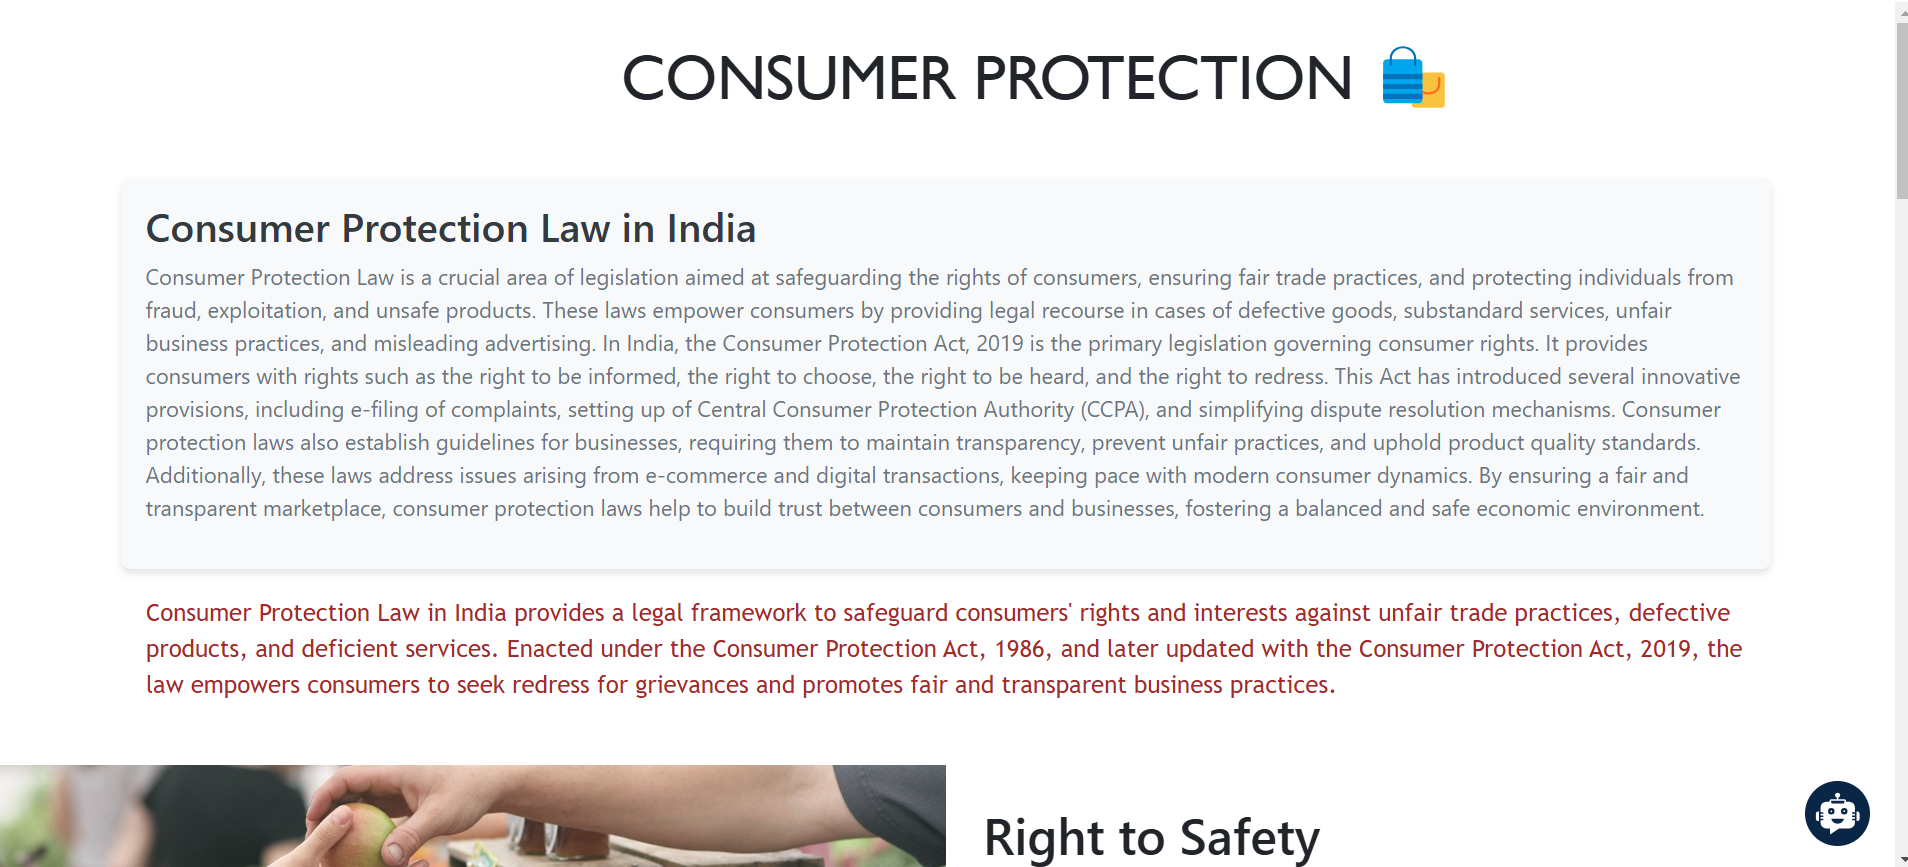 CONSUMER PROTECTION
Consumer Protection Law in India
Consumer Protection Law is a crucial area of legislation aimed at safeguarding the rights of consumers, ensuring fair trade practices, and protecting individuals from
fraud, exploitation, and unsafe products. These laws empower consumers by providing legal recourse in cases of defective goods, substandard services, unfair
business practices, and misleading advertising. In India, the Consumer Protection Act, 2019 is the primary legislation governing consumer rights. It provides
consumers with rights such as the right to be informed, the right to choose, the right to be heard, and the right to redress. This Act has introduced several innovative
provisions, including e-filing of complaints, setting up of Central Consumer Protection Authority (CCPA), and simplifying dispute resolution mechanisms. Consumer
protection laws also establish guidelines for businesses, requiring them to maintain transparency, prevent unfair practices, and uphold product quality standards.
Additionally, these laws address issues arising from e-commerce and digital transactions, keeping pace with modern consumer dynamics. By ensuring a fair and
transparent marketplace, consumer protection laws help to build trust between consumers and businesses, fostering a balanced and safe economic environment.
Consumer Protection Law in India provides a legal framework to safeguard consumers' rights and interests against unfair trade practices, defective
products, and deficient services. Enacted under the Consumer Protection Act, 1986, and later updated with the Consumer Protection Act, 2019, the
law empowers consumers to seek redress for grievances and promotes fair and transparent business practices.
Right to Safety